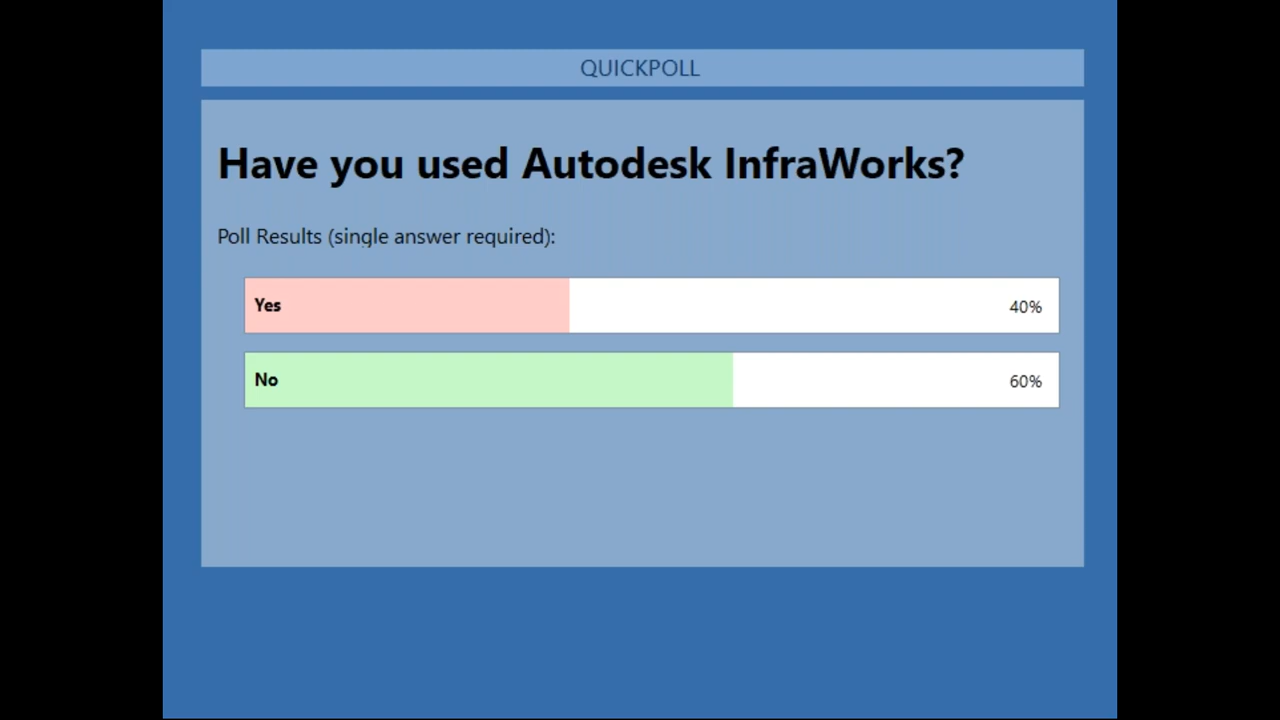 QUICKPOLL
Have you used Autodesk InfraWorks?
Poll Results (single answer required):
Yes 40%
No 60%